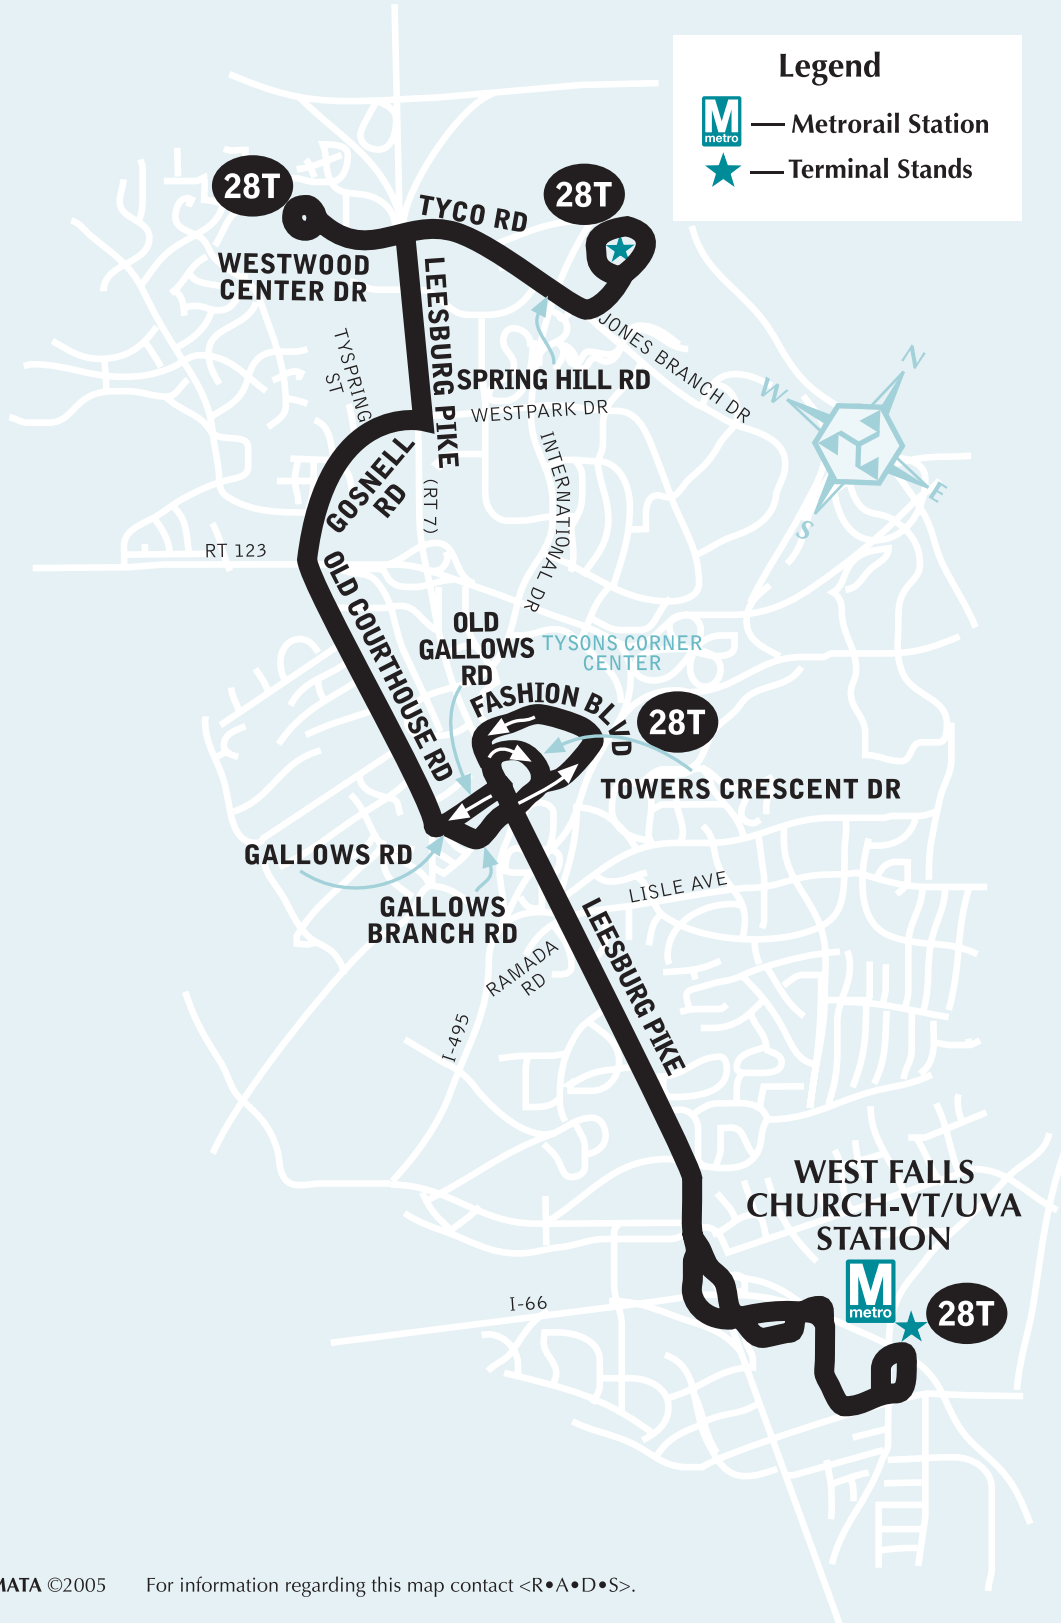 Legend
M
metro
Metrorail Station
Terminal Stands
28T
28T
TYCO RD
WESTWOOD
CENTER DR
LEESBURG PIKE
TYSPRING
ST
JONES BRANCH DR
SPRING HILL RD
WESTPARK DR
N
W
E
S
GOSNELL
RD
(RT 7)
INTERNATIONAL DR
RT 123
OLD COURTHOUSE RD
OLD
GALLOWS
RD
TYSONS CORNER
CENTER
FASHION BLVD
28T
TOWERS CRESCENT DR
GALLOWS RD
GALLOWS
BRANCH RD
LISLE AVE
LEESBURG PIKE
RAMADA
RD
I-495
WEST FALLS
CHURCH-VT/UVA
STATION
M
metro
28T
I-66
MATA ©2005 For information regarding this map contact <R•A•D•S>.